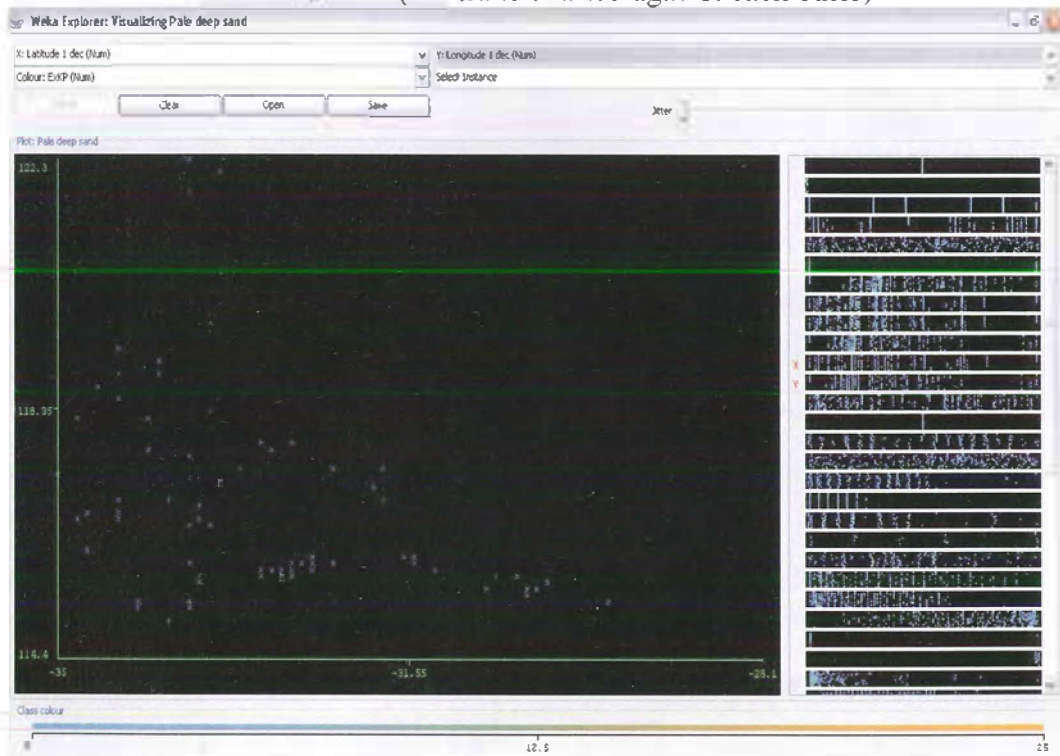 Weka Explorer: Visualizing Pale deep sand
X: Latitude 1 dec (Num)
Y: Longitude 1 dec (Num)
Colour: ExKP (Num)
Select Instance
Clear
Open
Save
Jitter
Plot: Pale deep sand
122.3
118.35
114.4
-35
-31.55
-28.1
X
Y
Class colour
0
12.5
25